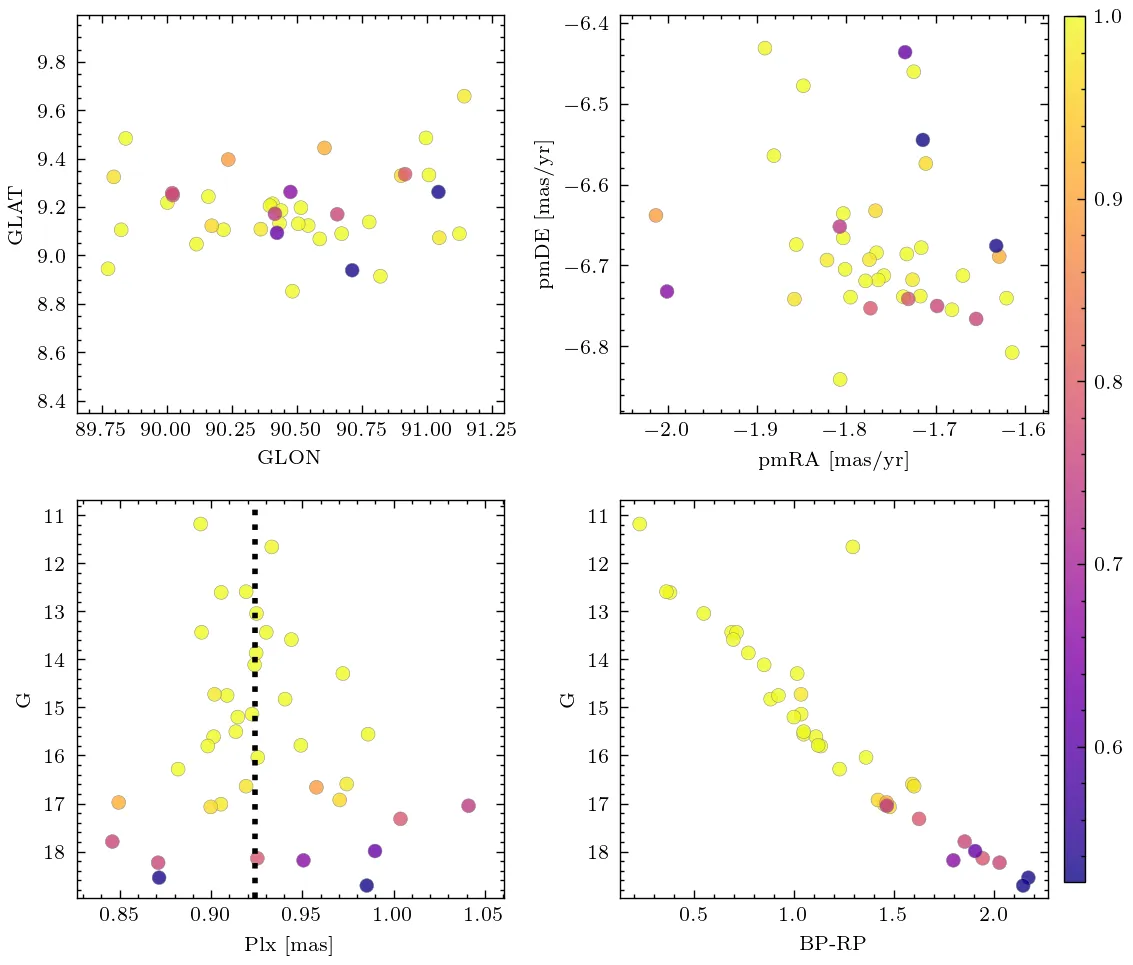 9.8
9.6
9.4
9.2
9.0
8.8
8.6
8.4
GLAT
89.75 90.00 90.25 90.50 90.75 91.00 91.25
GLON
−6.4
−6.5
−6.6
−6.7
−6.8
pmDE [mas/yr]
−2.0 −1.9 −1.8 −1.7 −1.6
pmRA [mas/yr]
11
12
13
14
15
16
17
18
G
0.85 0.90 0.95 1.00 1.05
Plx [mas]
11
12
13
14
15
16
17
18
G
0.5 1.0 1.5 2.0
BP-RP
1.0
0.9
0.8
0.7
0.6